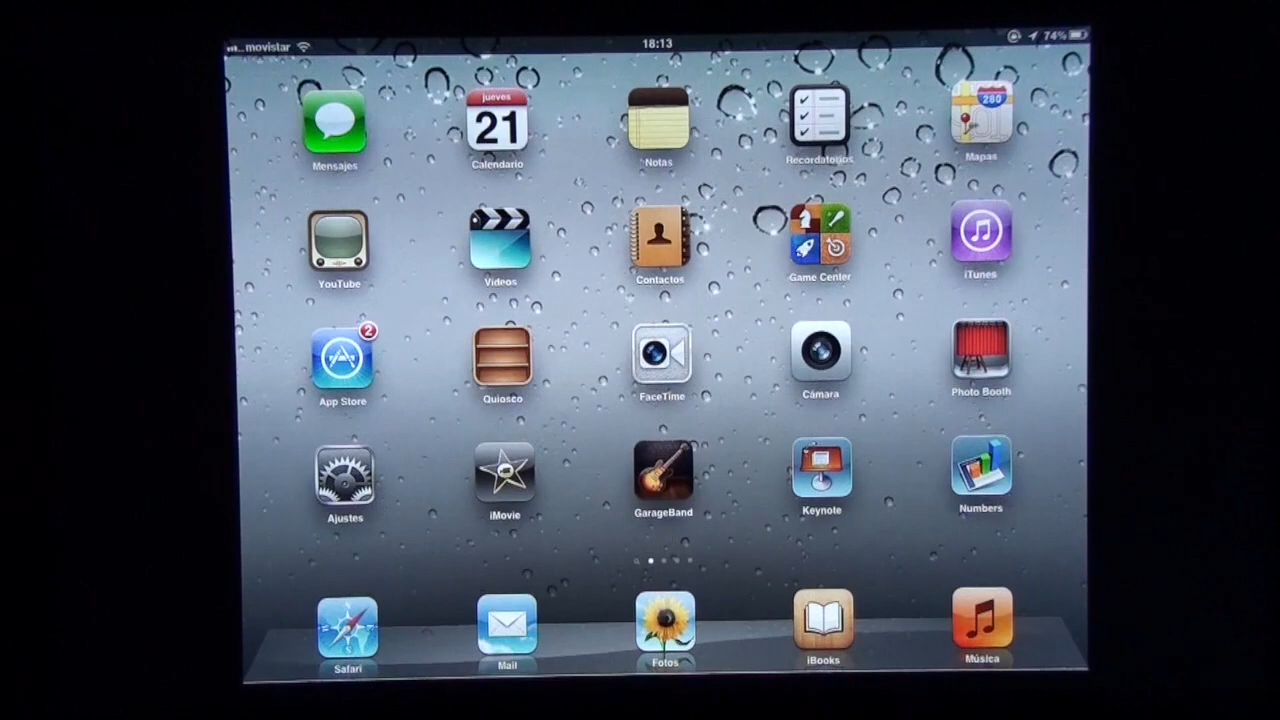 movistar
18:13
74%
jueves
21
280
Mensajes
Calendario
Notas
Recordatorios
Mapas
YouTube
Vídeos
Contactos
Game Center
iTunes
2
App Store
Quiosco
FaceTime
Cámara
Photo Booth
Ajustes
iMovie
GarageBand
Keynote
Numbers
Safari
Mail
Fotos
iBooks
Música